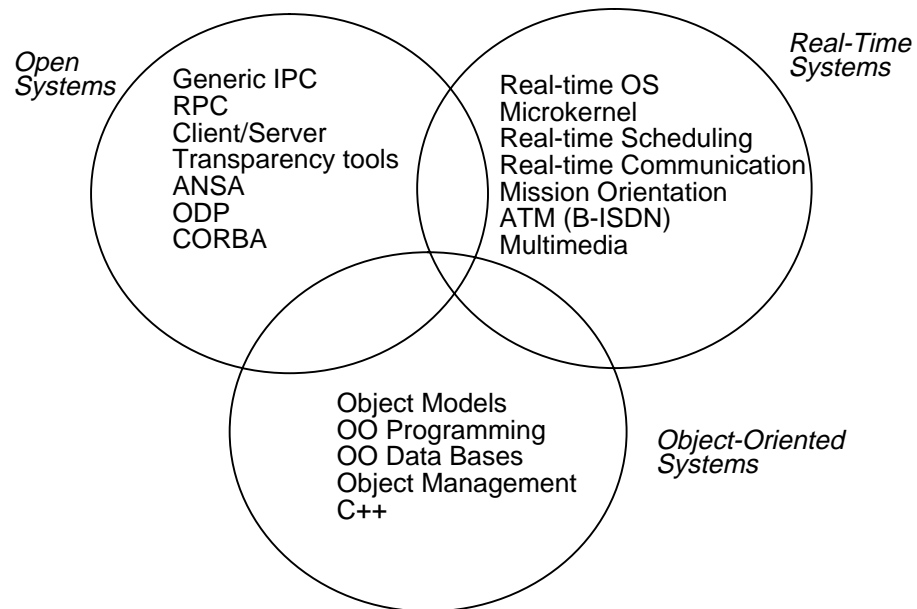 Open
Systems
Generic IPC
RPC
Client/Server
Transparency tools
ANSA
ODP
CORBA
Real-Time
Systems
Real-time OS
Microkernel
Real-time Scheduling
Real-time Communication
Mission Orientation
ATM (B-ISDN)
Multimedia
Object Models
OO Programming
OO Data Bases
Object Management
C++
Object-Oriented
Systems